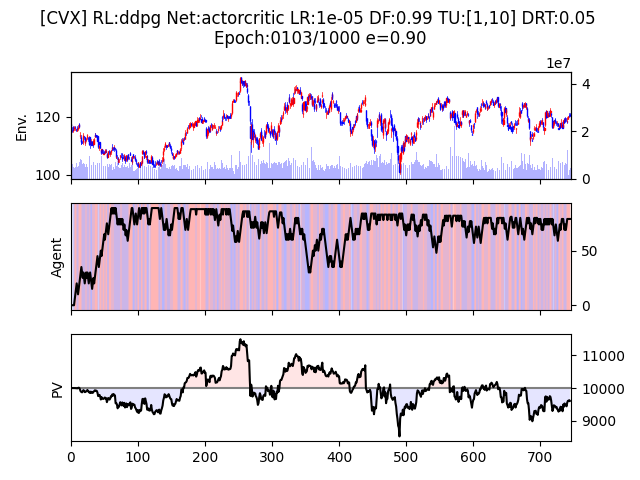 [CVX] RL:ddpg Net:actorcritic LR:1e-05 DF:0.99 TU:[1,10] DRT:0.05
Epoch:0103/1000 e=0.90
1e7
Env.
120
100
4
2
0
Agent
50
0
PV
11000
10000
9000
0 100 200 300 400 500 600 700